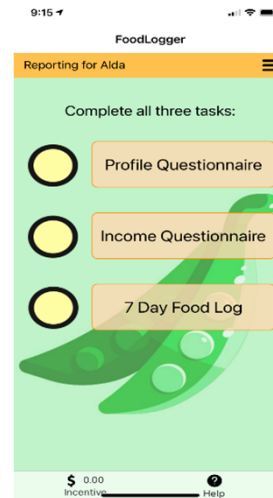 9:15
FoodLogger
Reporting for Alda
Complete all three tasks:
Profile Questionnaire
Income Questionnaire
7 Day Food Log
$ 0.00
Incentive
?
Help